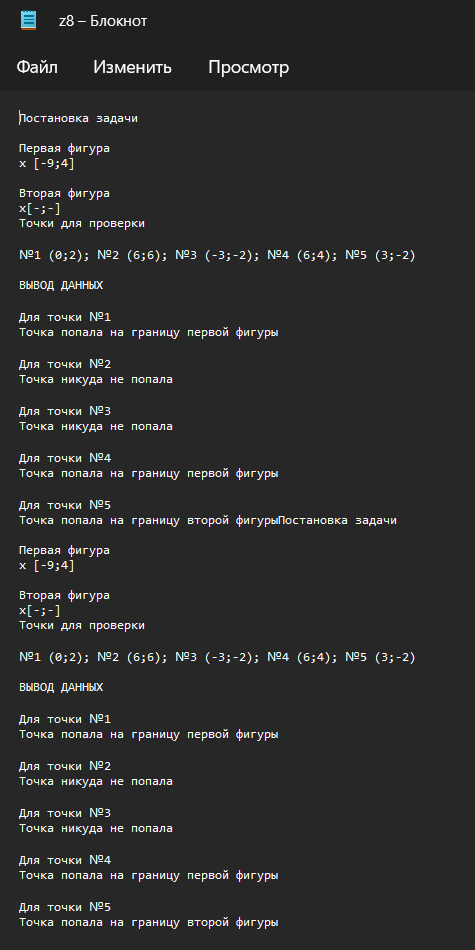 z8 – Блокнот
Файл Изменить Просмотр
Постановка задачи
Первая фигура
x [-9;4]
Вторая фигура
x[-;-]
Точки для проверки
№1 (0;2); №2 (6;6); №3 (-3;-2); №4 (6;4); №5 (3;-2)
ВЫВОД ДАННЫХ
Для точки №1
Точка попала на границу первой фигуры
Для точки №2
Точка никуда не попала
Для точки №3
Точка никуда не попала
Для точки №4
Точка попала на границу первой фигуры
Для точки №5
Точка попала на границу второй фигурыПостановка задачи
Первая фигура
x [-9;4]
Вторая фигура
x[-;-]
Точки для проверки
№1 (0;2); №2 (6;6); №3 (-3;-2); №4 (6;4); №5 (3;-2)
ВЫВОД ДАННЫХ
Для точки №1
Точка попала на границу первой фигуры
Для точки №2
Точка никуда не попала
Для точки №3
Точка никуда не попала
Для точки №4
Точка попала на границу первой фигуры
Для точки №5
Точка попала на границу второй фигуры